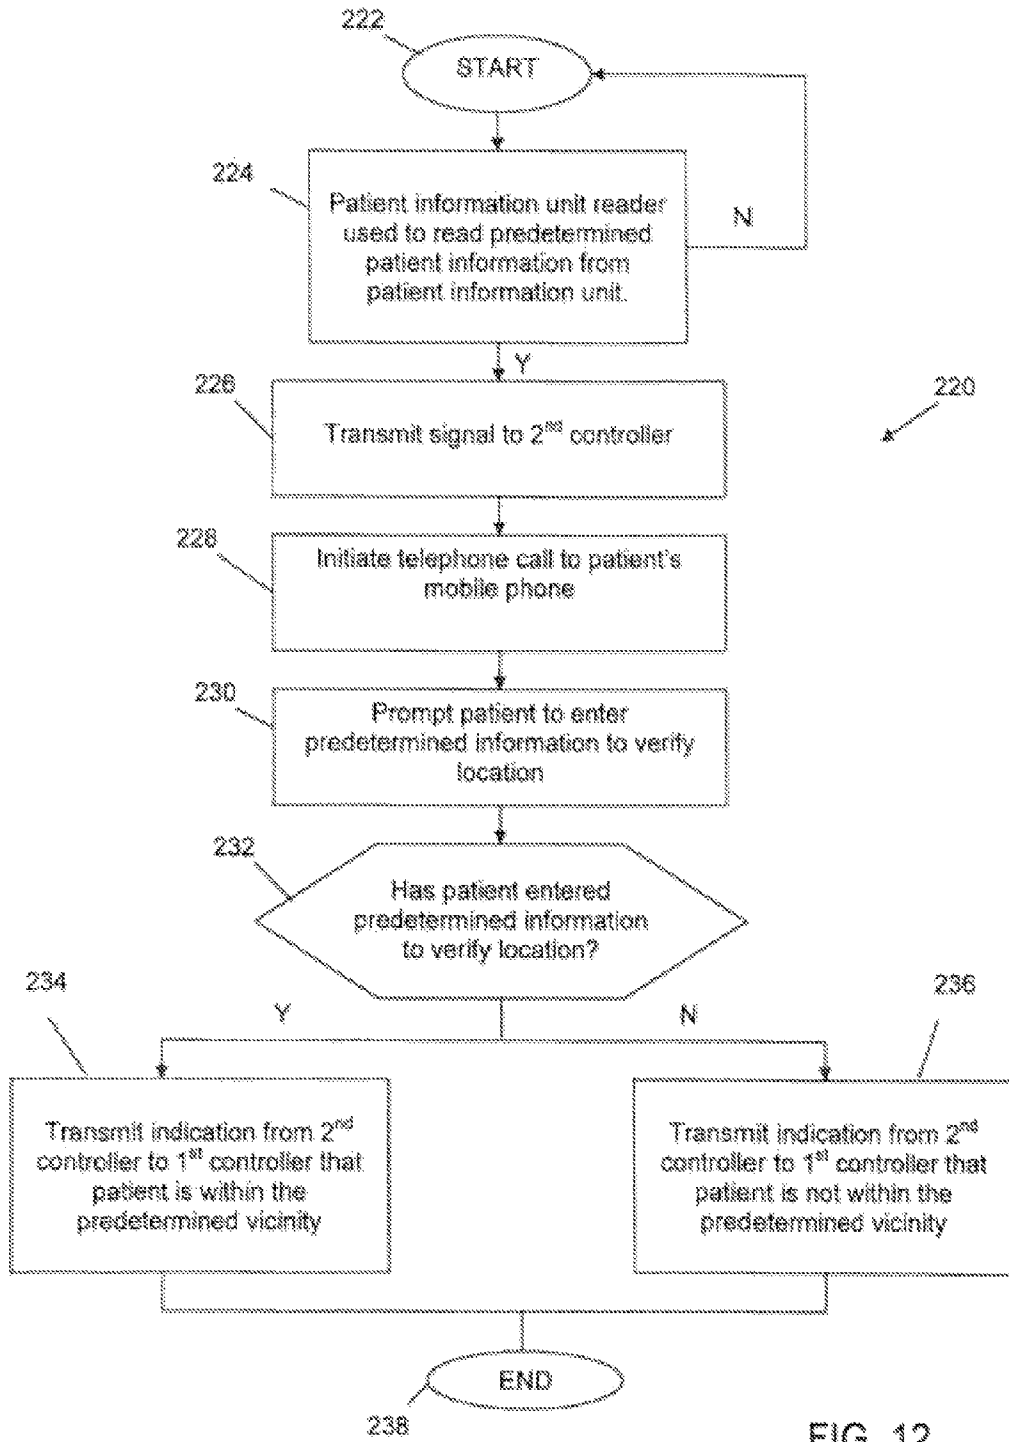 222
START
224
Patient information unit reader
used to read predetermined
patient information from
patient information unit.
N
Y
226
Transmit signal to 2nd controller
220
228
Initiate telephone call to patient's
mobile phone
230
Prompt patient to enter
predetermined information to verify
location
232
Has patient entered
predetermined information
to verify location?
234
Y
N
236
Transmit indication from 2nd
controller to 1st controller that
patient is within the
predetermined vicinity
Transmit indication from 2nd
controller to 1st controller that
patient is not within the
predetermined vicinity
END
238
FIG. 12